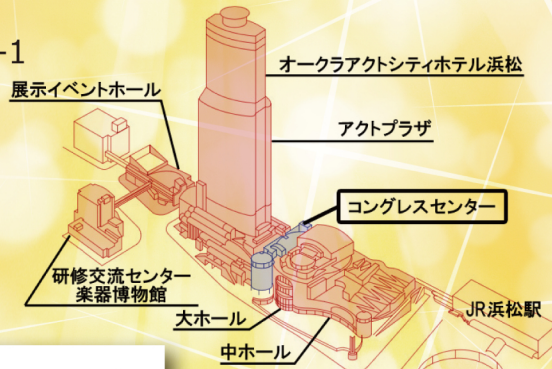 -1
オークラアクトシティホテル浜松
展示イベントホール
アクトプラザ
コングレスセンター
研修交流センター
楽器博物館
大ホール
JR浜松駅
中ホール